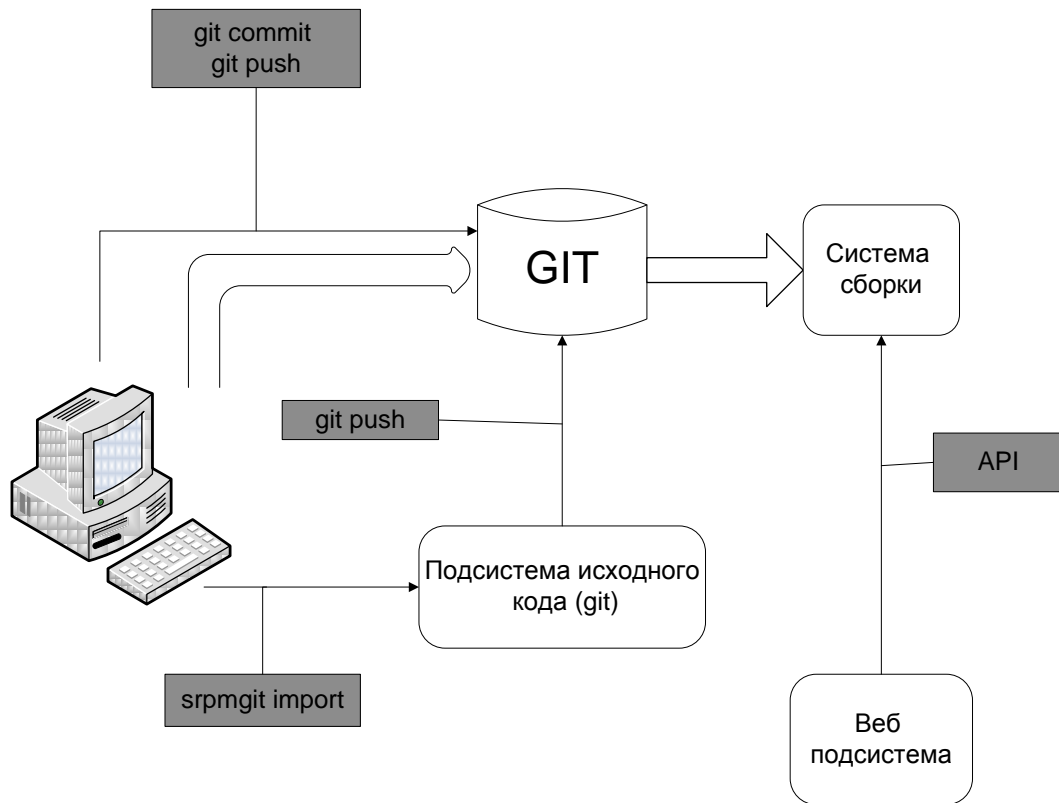 git commit
git push
GIT
Система
сборки
git push
API
Подсистема исходного
кода (git)
srpmgit import
Веб
подсистема